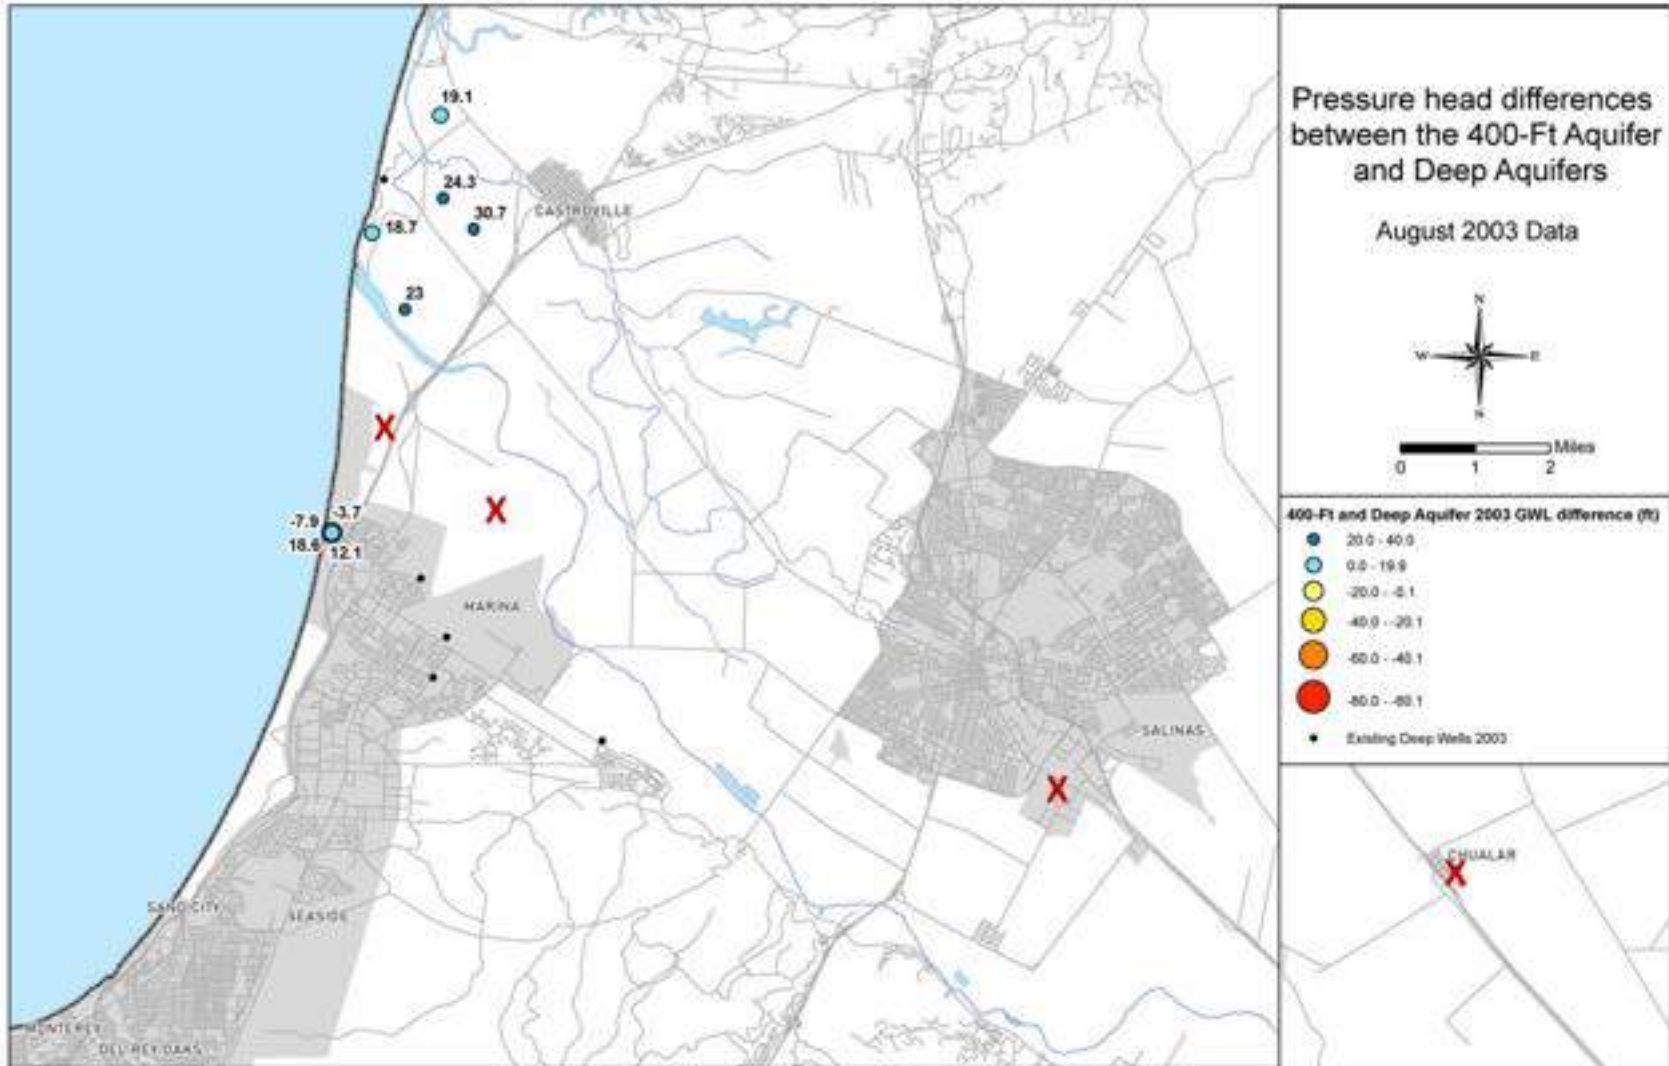 19.1
24.3
30.7
CASTROVILLE
18.7
23
X
X
-7.9
-3.7
18.6
12.1
MARINA
SALINAS
X
SAND CITY
SEASIDE
MONTEREY
DEL REY OAKS
Pressure head differences
between the 400-Ft Aquifer
and Deep Aquifers
August 2003 Data
N
W
E
S
Miles
0
1
2
400-Ft and Deep Aquifer 2003 GWL difference (ft)
20.0 - 40.0
0.0 - 19.9
-20.0 - -0.1
-40.0 - -20.1
-60.0 - -40.1
-80.0 - -60.1
Existing Deep Wells 2003
CHUALAR
X